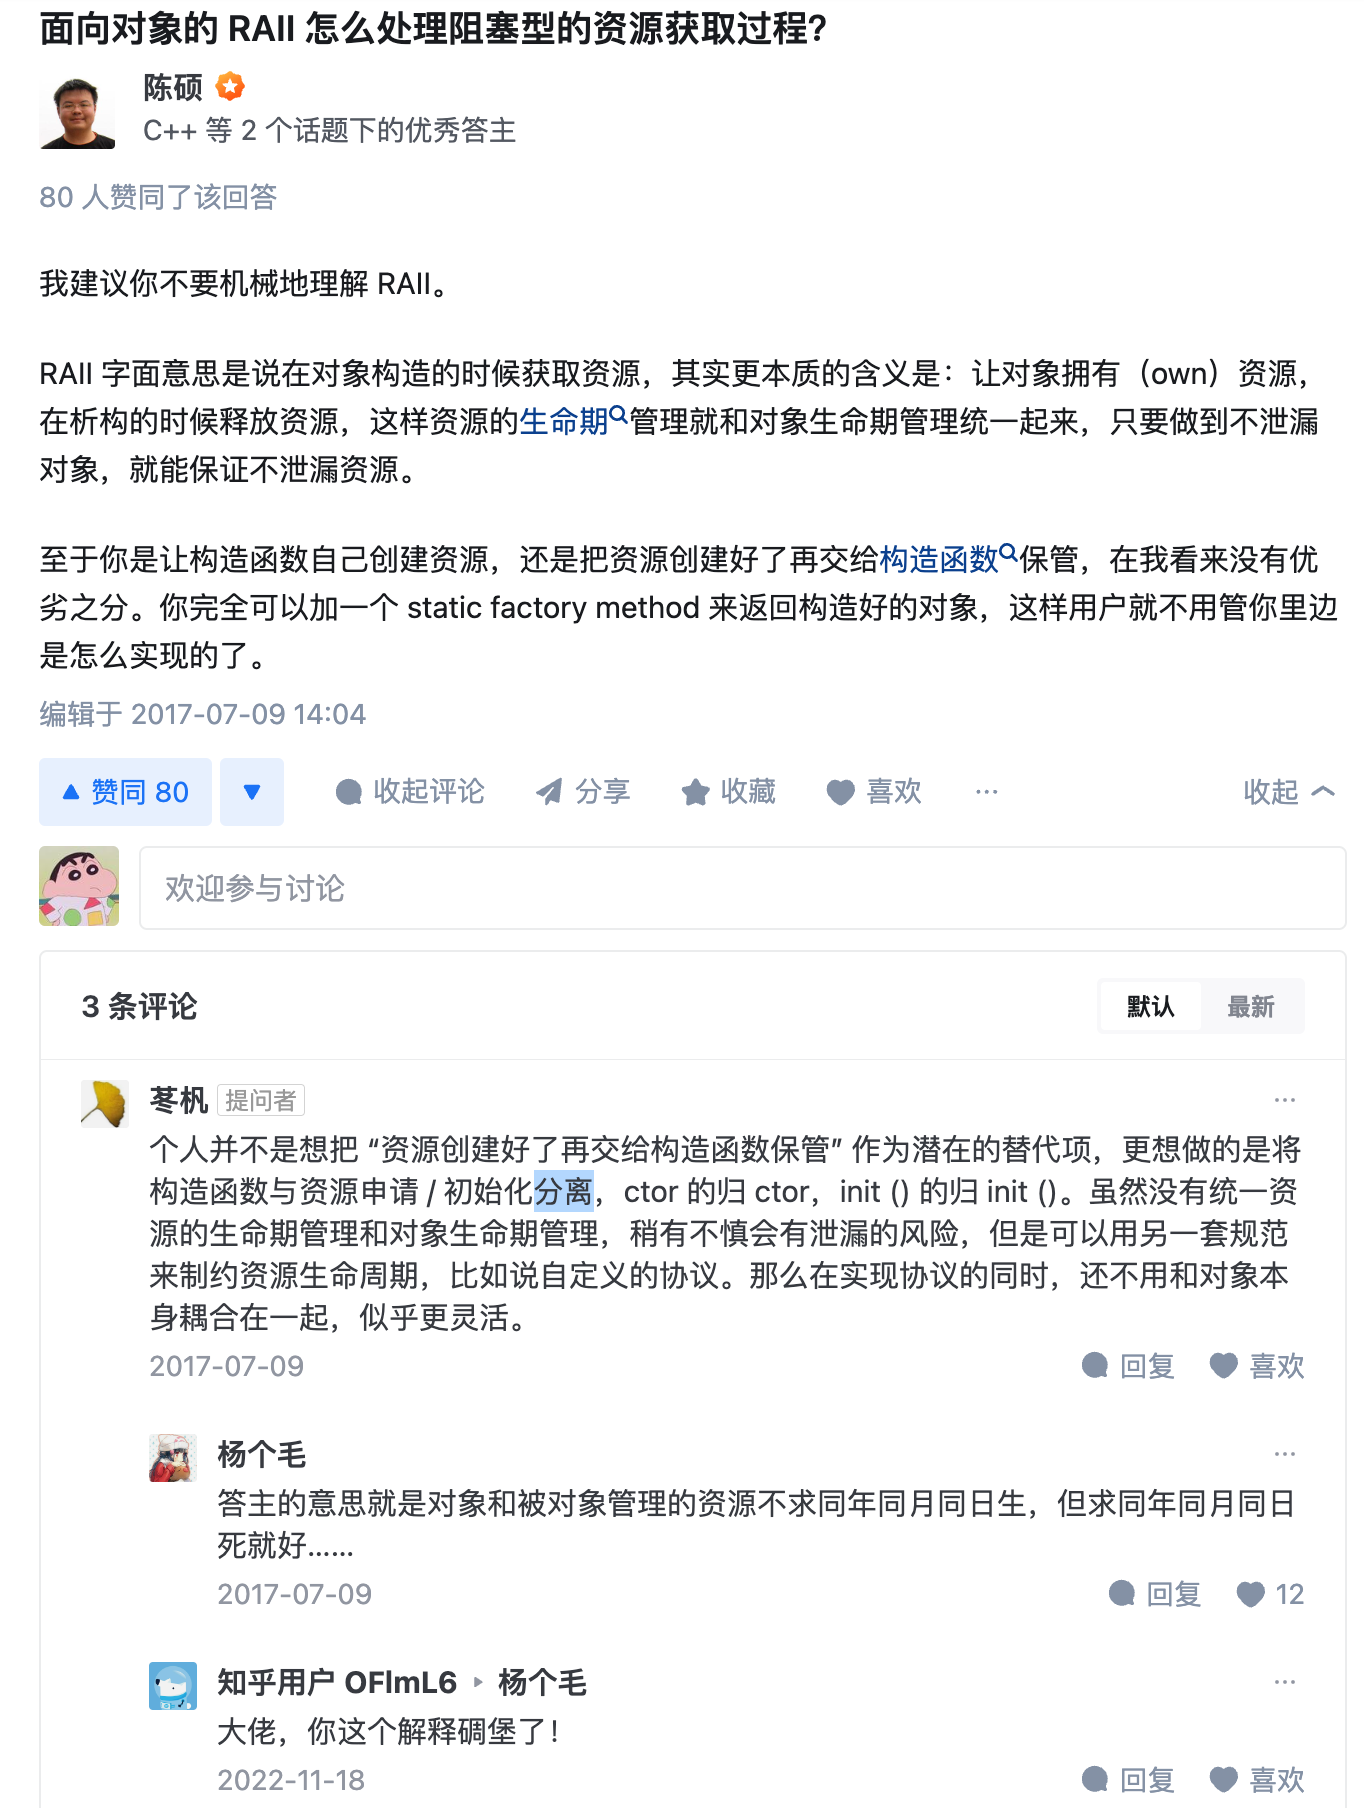 面向对象的 RAII 怎么处理阻塞型的资源获取过程?
陈硕
C++ 等 2 个话题下的优秀答主
80 人赞同了该回答
我建议你不要机械地理解 RAII。
RAII 字面意思是说在对象构造的时候获取资源，其实更本质的含义是：让对象拥有（own）资源，
在析构的时候释放资源，这样资源的生命期管理就和对象生命期管理统一起来，只要做到不泄漏
对象，就能保证不泄漏资源。
至于你是让构造函数自己创建资源，还是把资源创建好了再交给构造函数保管，在我看来没有优
劣之分。你完全可以加一个 static factory method 来返回构造好的对象，这样用户就不用管你里边
是怎么实现的了。
编辑于 2017-07-09 14:04
赞同 80 收起评论 分享 收藏 喜欢 ··· 收起
欢迎参与讨论
3 条评论 默认 最新
苳杋 提问者 ···
个人并不是想把 “资源创建好了再交给构造函数保管” 作为潜在的替代项，更想做的是将
构造函数与资源申请 / 初始化分离，ctor 的归 ctor，init () 的归 init ()。虽然没有统一资
源的生命期管理和对象生命期管理，稍有不慎会有泄漏的风险，但是可以用另一套规范
来制约资源生命周期，比如说自定义的协议。那么在实现协议的同时，还不用和对象本
身耦合在一起，似乎更灵活。
2017-07-09 回复 喜欢
杨个毛 ···
答主的意思就是对象和被对象管理的资源不求同年同月同日生，但求同年同月同日
死就好……
2017-07-09 回复 12
知乎用户 OFlmL6 ‣ 杨个毛 ···
大佬，你这个解释碉堡了！
2022-11-18 回复 喜欢